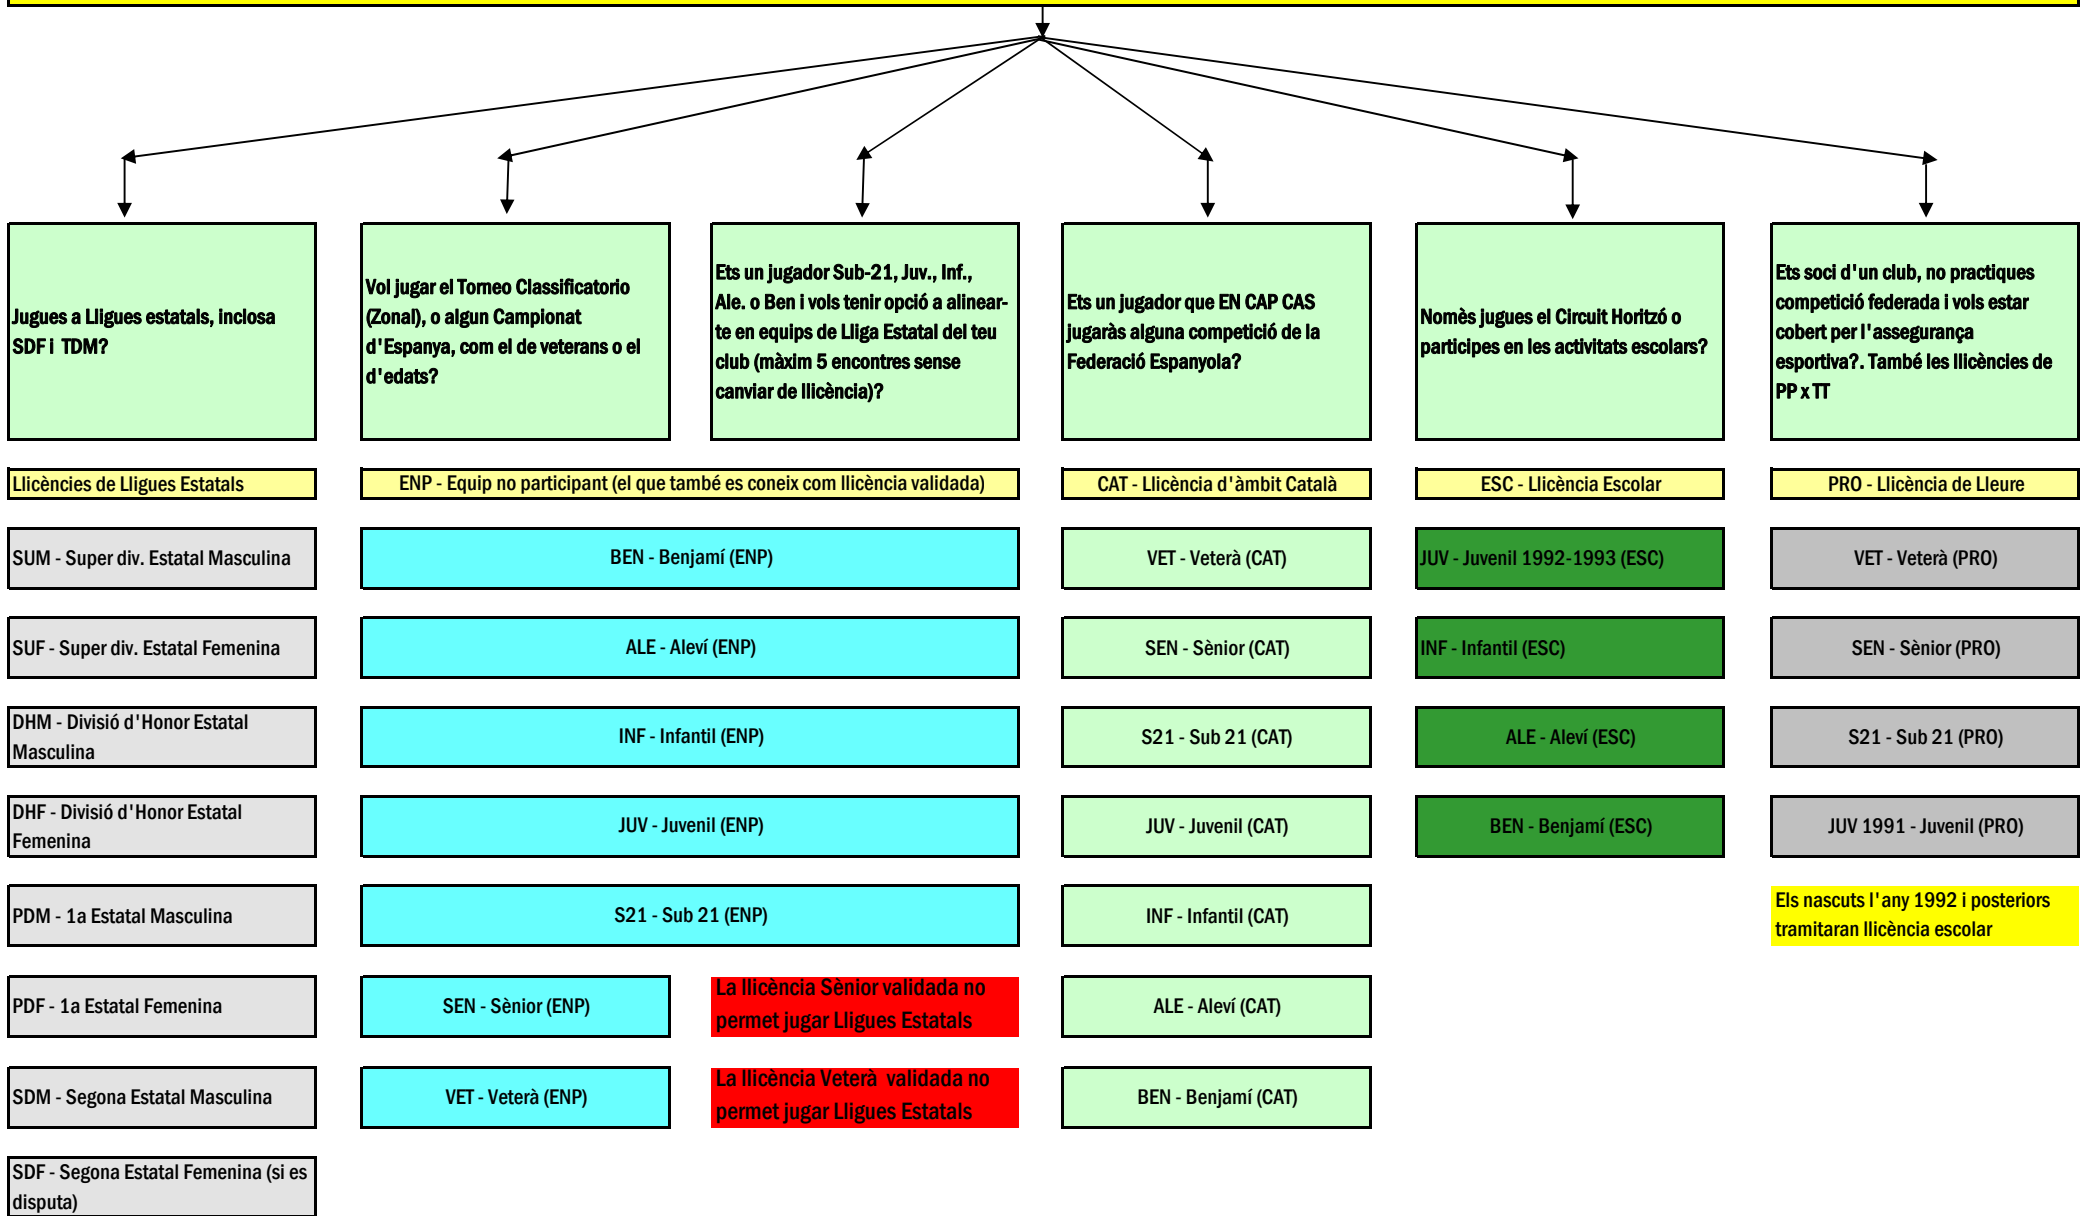 Jugues a Lligues estatals, inclosa
SDF i  TDM?
Vol jugar el Torneo Classificatorio
(Zonal), o algun Campionat
d'Espanya, com el de veterans o el
d'edats?
Ets un jugador Sub-21, Juv., Inf.,
Ale. o Ben i vols tenir opció a alinear-
te en equips de Lliga Estatal del teu
club (màxim 5 encontres sense
canviar de llicència)?
Ets un jugador que EN CAP CAS
jugaràs alguna competició de la
Federació Espanyola?
Nomès jugues el Circuit Horitzó o
participes en les activitats escolars?
Ets soci d'un club, no practiques
competició federada i vols estar
cobert per l'assegurança
esportiva?. També les llicències de
PP x TT
Llicències de Lligues Estatals
ENP - Equip no participant (el que també es coneix com llicència validada)
CAT - Llicència d'àmbit Català
ESC - Llicència Escolar
PRO - Llicència de Lleure
SUM - Super div. Estatal Masculina
BEN - Benjamí (ENP)
VET - Veterà (CAT)
JUV - Juvenil 1992-1993 (ESC)
VET - Veterà (PRO)
SUF - Super div. Estatal Femenina
ALE - Aleví (ENP)
SEN - Sènior (CAT)
INF - Infantil (ESC)
SEN - Sènior (PRO)
DHM - Divisió d'Honor Estatal
Masculina
INF - Infantil (ENP)
S21 - Sub 21 (CAT)
ALE - Aleví (ESC)
S21 - Sub 21 (PRO)
DHF - Divisió d'Honor Estatal
Femenina
JUV - Juvenil (ENP)
JUV - Juvenil (CAT)
BEN - Benjamí (ESC)
JUV 1991 - Juvenil (PRO)
PDM - 1a Estatal Masculina
S21 - Sub 21 (ENP)
INF - Infantil (CAT)
Els nascuts l'any 1992 i posteriors
tramitaran llicència escolar
PDF - 1a Estatal Femenina
SEN - Sènior (ENP)
La llicència Sènior validada no
permet jugar Lligues Estatals
ALE - Aleví (CAT)
SDM - Segona Estatal Masculina
VET - Veterà (ENP)
La llicència Veterà  validada no
permet jugar Lligues Estatals
BEN - Benjamí (CAT)
SDF - Segona Estatal Femenina (si es
disputa)